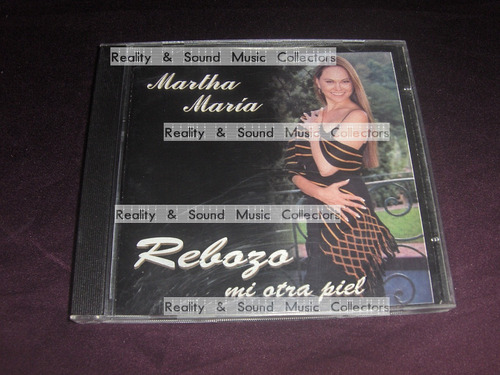 Reality & Sound Music Collectors
Martha
María
Reality & Sound Music Collectors
Reality & Sound Music Collectors
Rebozo
mi otra piel
Reality & Sound Music Collectors